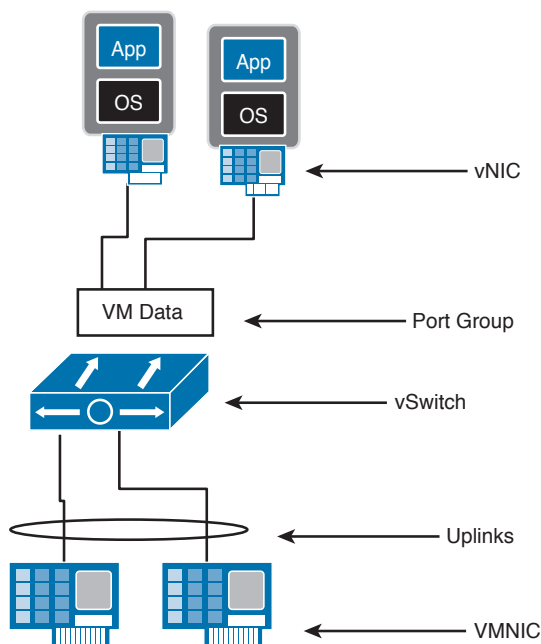 App
OS
App
OS
vNIC
VM Data
Port Group
vSwitch
Uplinks
VMNIC